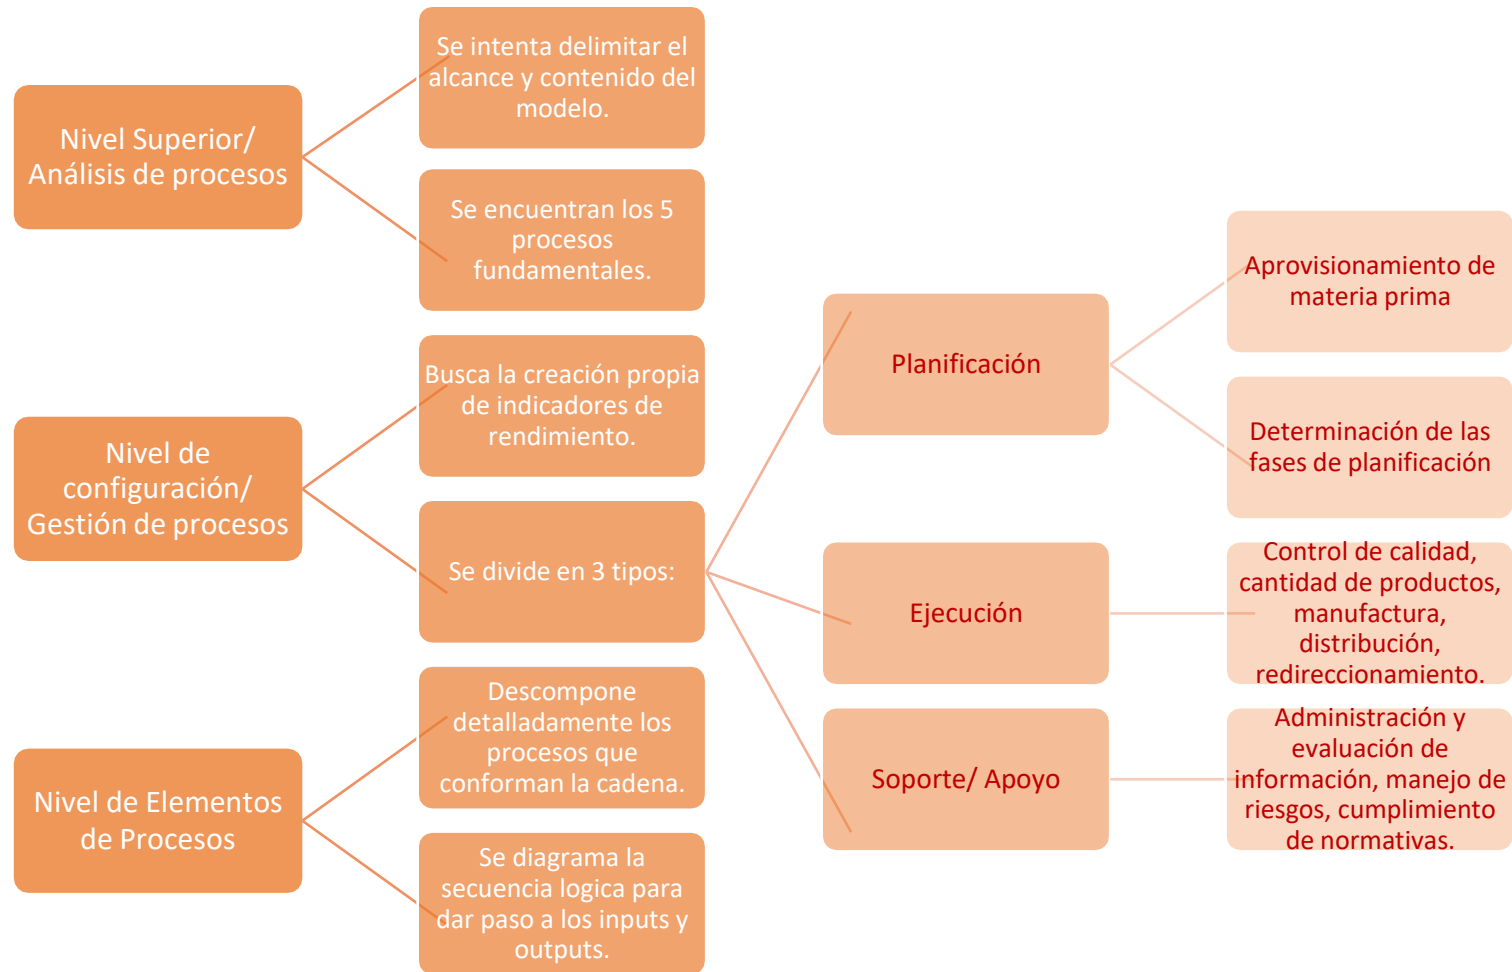 Se intenta delimitar el
alcance y contenido del
modelo.
Nivel Superior/
Análisis de procesos
Se encuentran los 5
procesos
fundamentales.
Busca la creación propia
de indicadores de
rendimiento.
Nivel de
configuración/
Gestión de procesos
Se divide en 3 tipos:
Planificación
Aprovisionamiento de
materia prima
Determinación de las
fases de planificación
Ejecución
Control de calidad,
cantidad de productos,
manufactura,
distribución,
redireccionamiento.
Soporte/ Apoyo
Administración y
evaluación de
información, manejo de
riesgos, cumplimiento
de normativas.
Descompone
detalladamente los
procesos que
conforman la cadena.
Nivel de Elementos
de Procesos
Se diagrama la
secuencia logica para
dar paso a los inputs y
outputs.